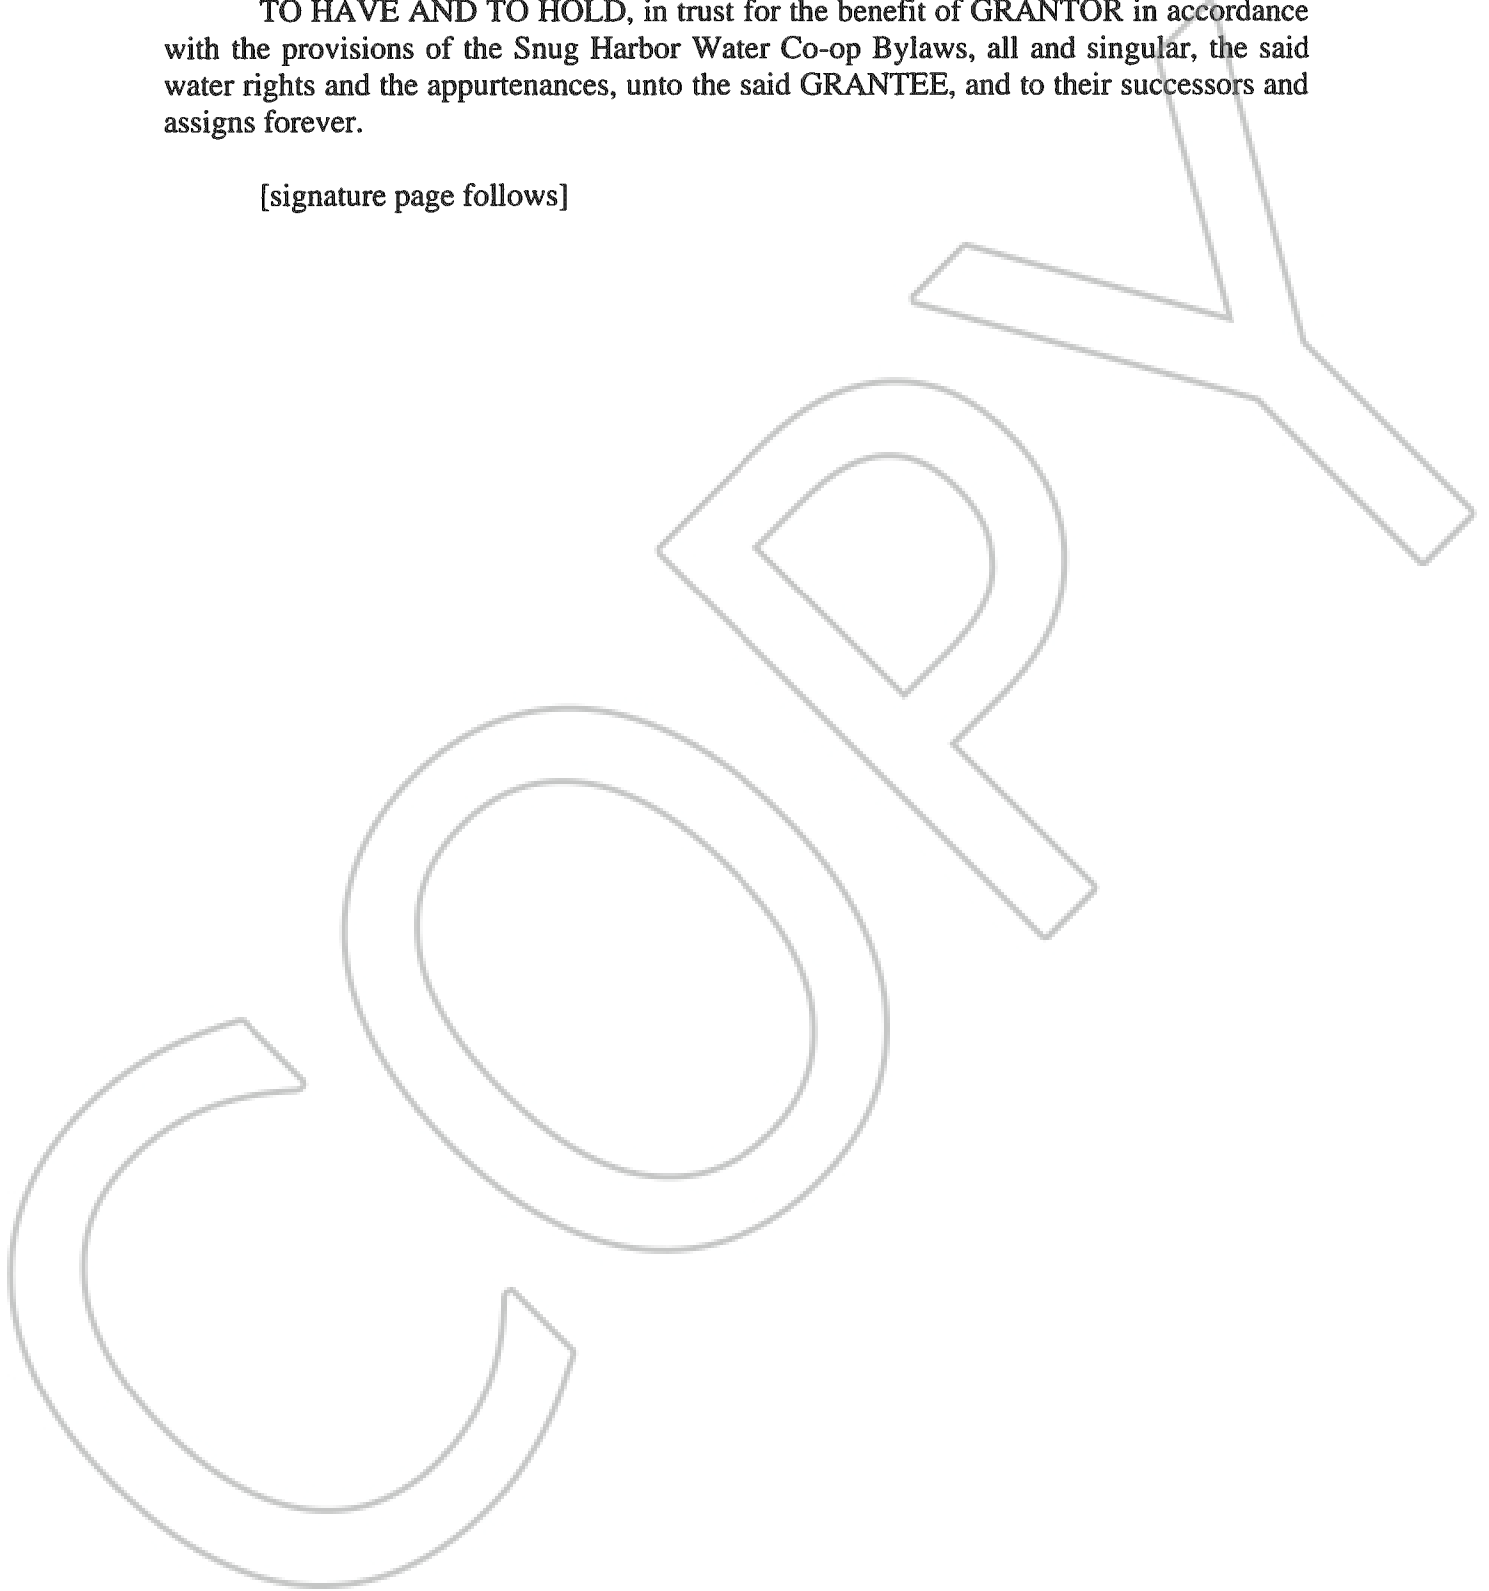 TO HAVE AND TO HOLD, in trust for the benefit of GRANTOR in accordance
with the provisions of the Snug Harbor Water Co-op Bylaws, all and singular, the said
water rights and the appurtenances, unto the said GRANTEE, and to their successors and
assigns forever.
[signature page follows]
COPY